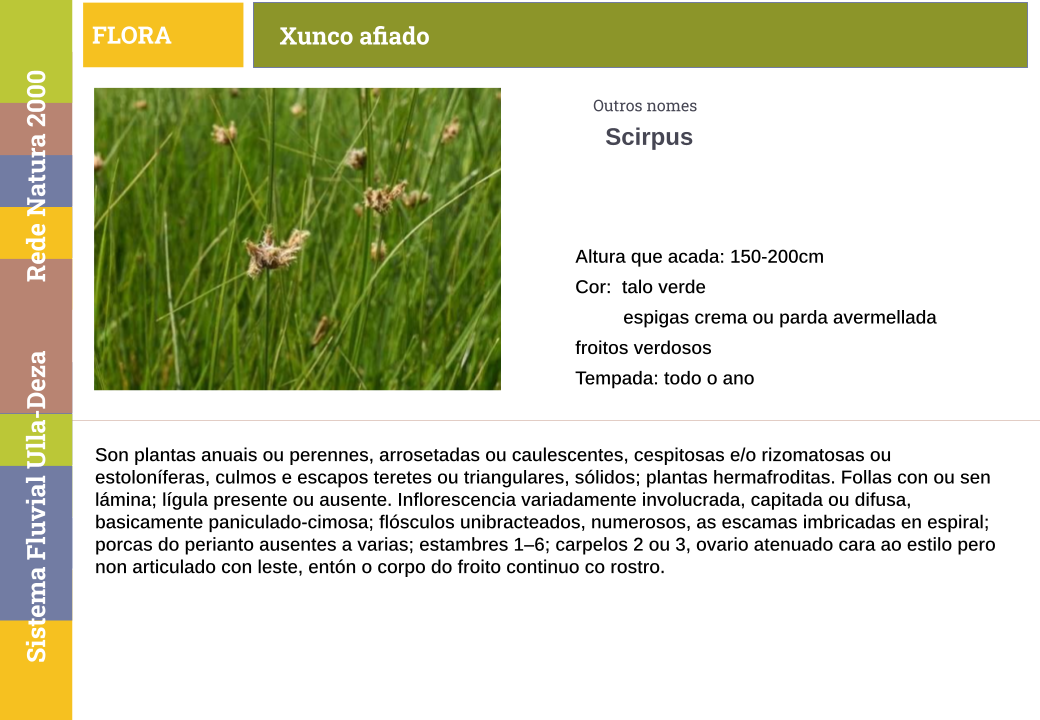 FLORA
Xunco afiado
Rede Natura 2000
Sistema Fluvial Ulla-Deza
Outros nomes
Scirpus
Altura que acada: 150-200cm
Cor:  talo verde
espigas crema ou parda avermellada
froitos verdosos
Tempada: todo o ano
Son plantas anuais ou perennes, arrosetadas ou caulescentes, cespitosas e/o rizomatosas ou
estoloníferas, culmos e escapos teretes ou triangulares, sólidos; plantas hermafroditas. Follas con ou sen
lámina; lígula presente ou ausente. Inflorescencia variadamente involucrada, capitada ou difusa,
basicamente paniculado-cimosa; flósculos unibracteados, numerosos, as escamas imbricadas en espiral;
porcas do perianto ausentes a varias; estambres 1–6; carpelos 2 ou 3, ovario atenuado cara ao estilo pero
non articulado con leste, entón o corpo do froito continuo co rostro.